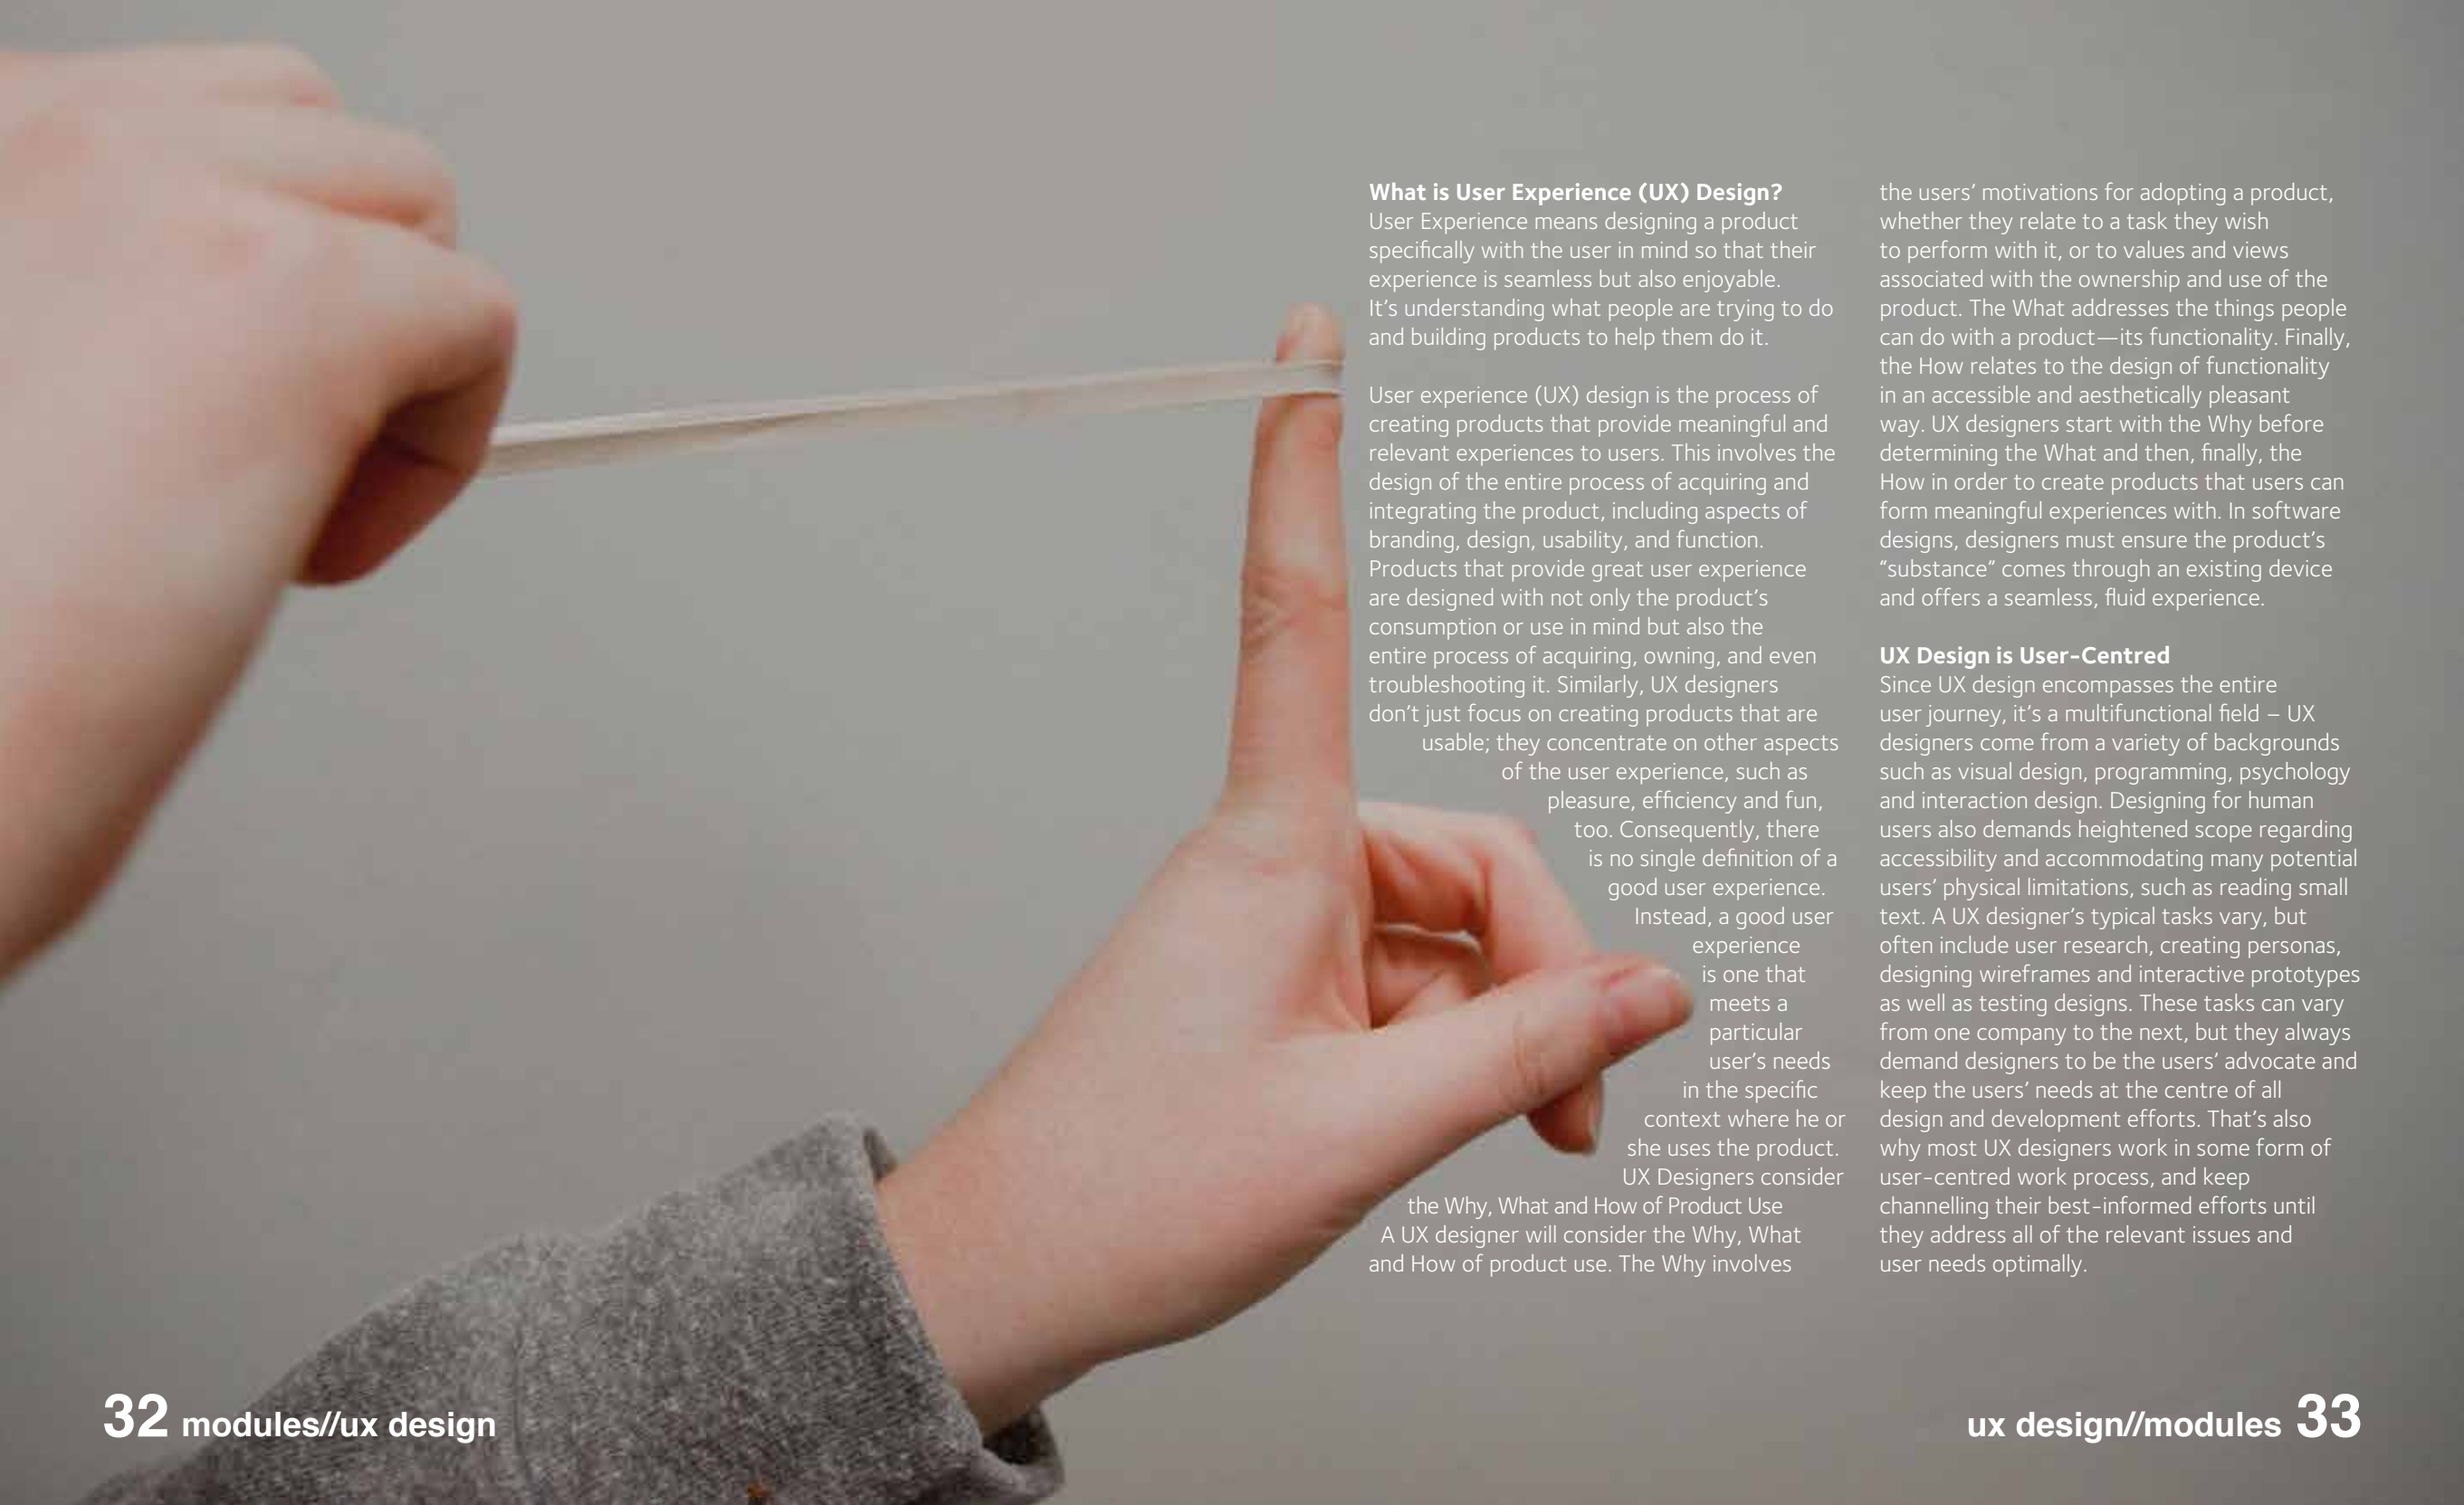 What is User Experience (UX) Design?
User Experience means designing a product
specifically with the user in mind so that their
experience is seamless but also enjoyable.
It's understanding what people are trying to do
and building products to help them do it.
User experience (UX) design is the process of
creating products that provide meaningful and
relevant experiences to users. This involves the
design of the entire process of acquiring and
integrating the product, including aspects of
branding, design, usability, and function.
Products that provide great user experience
are designed with not only the product's
consumption or use in mind but also the
entire process of acquiring, owning, and even
troubleshooting it. Similarly, UX designers
don't just focus on creating products that are
usable; they concentrate on other aspects
of the user experience, such as
pleasure, efficiency and fun,
too. Consequently, there
is no single definition of a
good user experience.
Instead, a good user
experience
is one that
meets a
particular
user's needs
in the specific
context where he or
she uses the product.
UX Designers consider
the Why, What and How of Product Use
A UX designer will consider the Why, What
and How of product use. The Why involves
the users' motivations for adopting a product,
whether they relate to a task they wish
to perform with it, or to values and views
associated with the ownership and use of the
product. The What addresses the things people
can do with a product—its functionality. Finally,
the How relates to the design of functionality
in an accessible and aesthetically pleasant
way. UX designers start with the Why before
determining the What and then, finally, the
How in order to create products that users can
form meaningful experiences with. In software
designs, designers must ensure the product's
“substance” comes through an existing device
and offers a seamless, fluid experience.
UX Design is User-Centred
Since UX design encompasses the entire
user journey, it's a multifunctional field – UX
designers come from a variety of backgrounds
such as visual design, programming, psychology
and interaction design. Designing for human
users also demands heightened scope regarding
accessibility and accommodating many potential
users' physical limitations, such as reading small
text. A UX designer's typical tasks vary, but
often include user research, creating personas,
designing wireframes and interactive prototypes
as well as testing designs. These tasks can vary
from one company to the next, but they always
demand designers to be the users' advocate and
keep the users' needs at the centre of all
design and development efforts. That's also
why most UX designers work in some form of
user-centred work process, and keep
channelling their best-informed efforts until
they address all of the relevant issues and
user needs optimally.
32 modules//ux design
ux design//modules 33